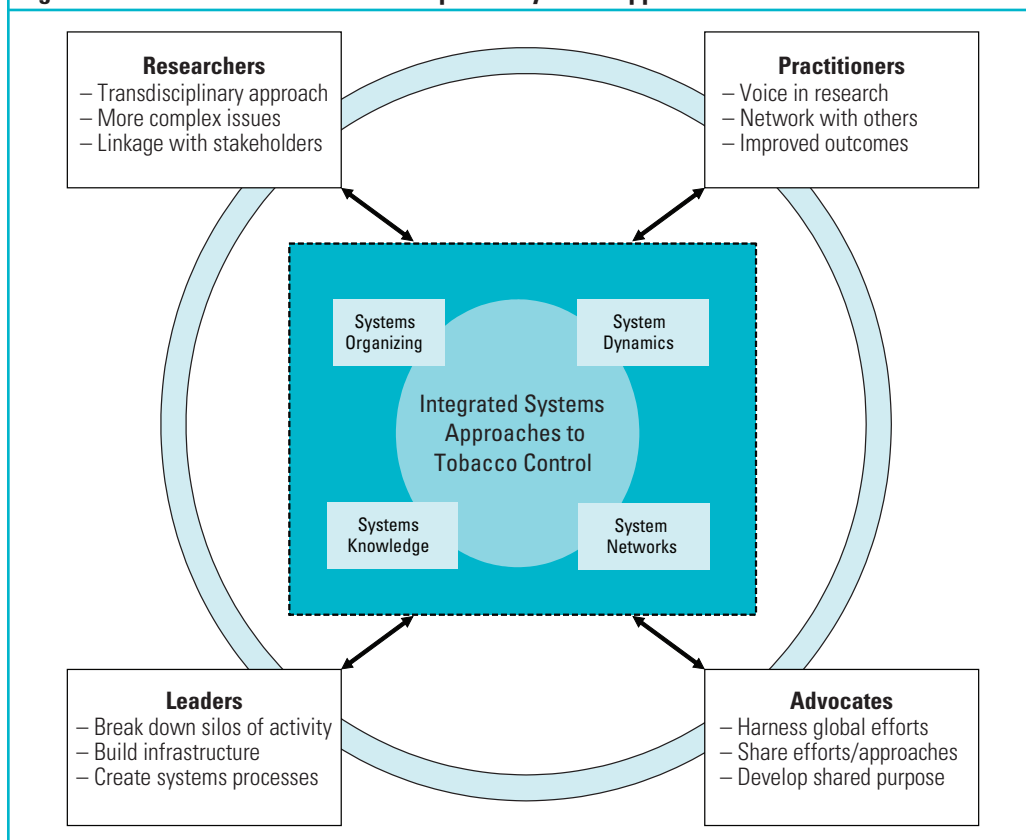 Researchers
– Transdisciplinary approach
– More complex issues
– Linkage with stakeholders
Practitioners
– Voice in research
– Network with others
– Improved outcomes
Systems
Organizing
System
Dynamics
Integrated Systems
Approaches to
Tobacco Control
Systems
Knowledge
System
Networks
Leaders
– Break down silos of activity
– Build infrastructure
– Create systems processes
Advocates
– Harness global efforts
– Share efforts/approaches
– Develop shared purpose